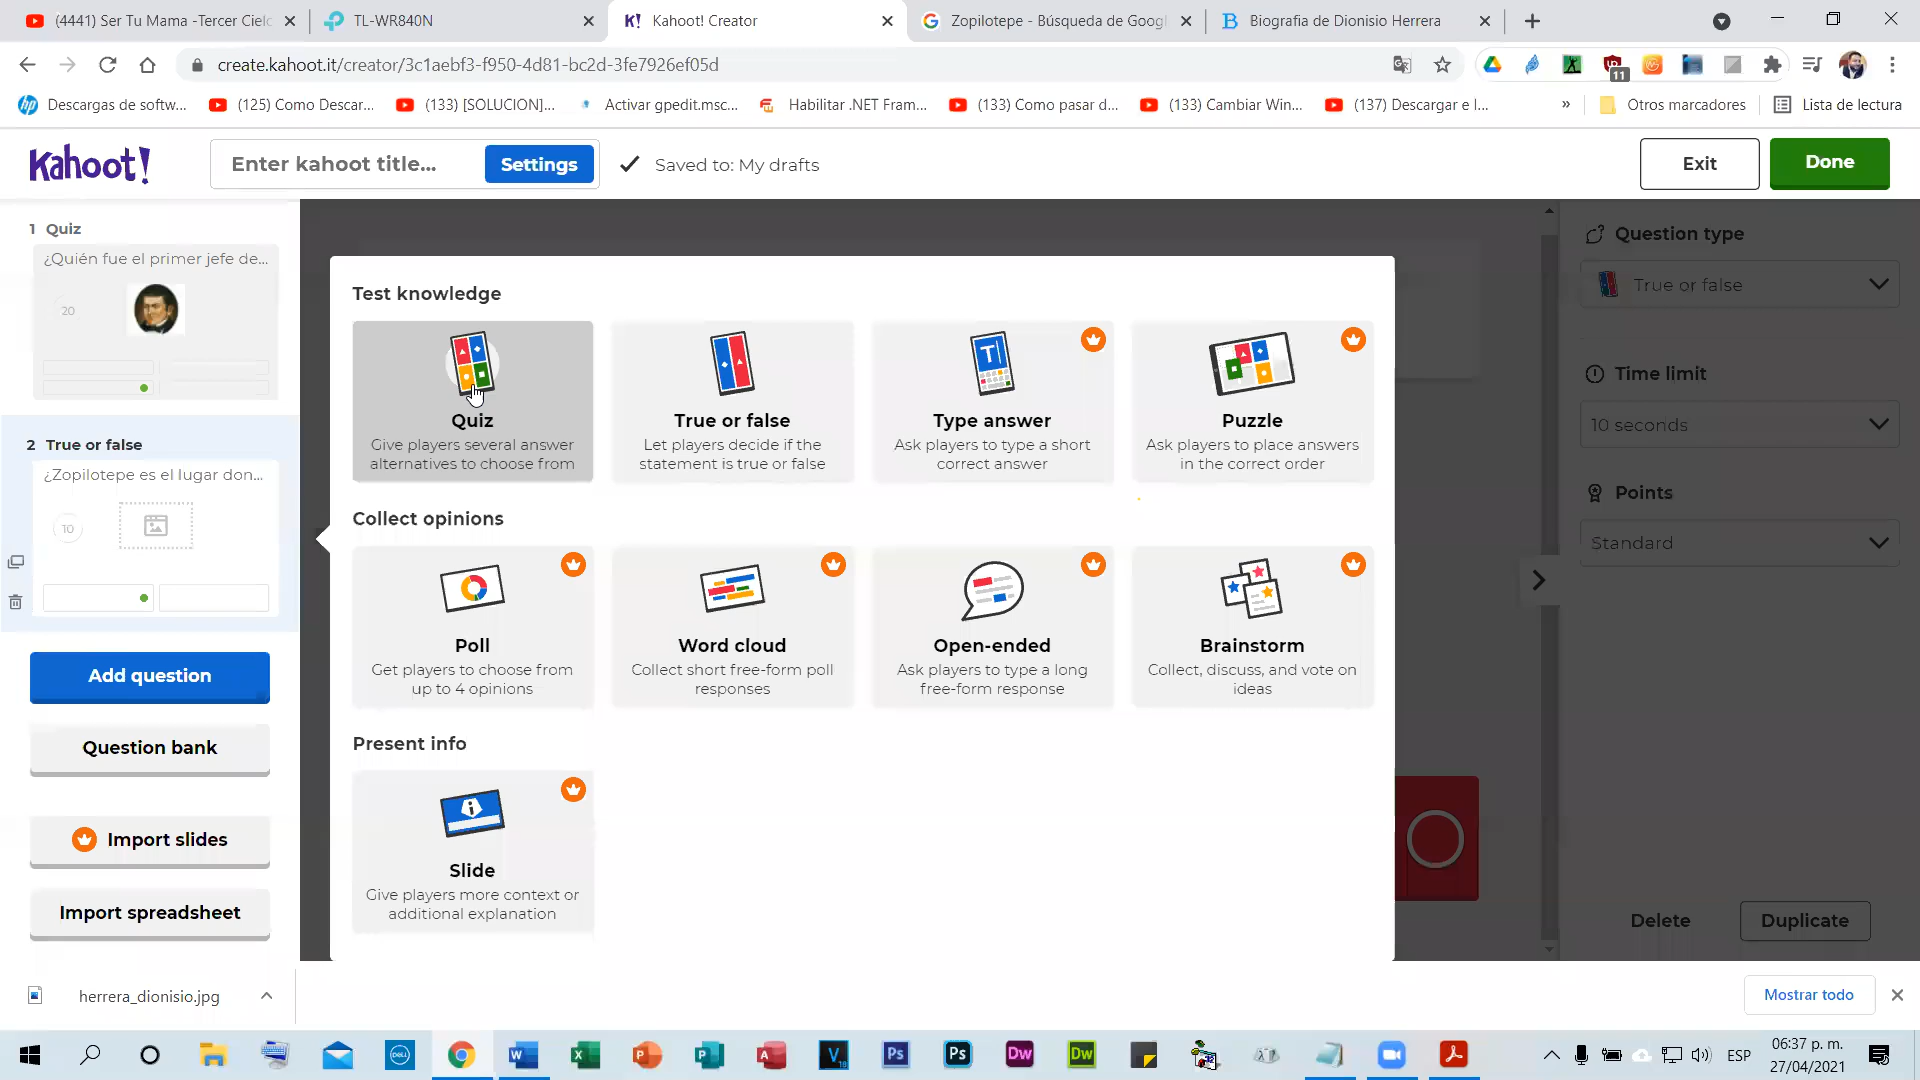 (4441) Ser Tu Mama -Tercer Ciel
TL-WR840N
Kahoot! Creator
Zopilotepe - Búsqueda de Goog
Biografia de Dionisio Herrera
create.kahoot.it/creator/3c1aebf3-f950-4d81-bc2d-3fe7926ef05d
11
Descargas de softw...
(125) Como Descar...
(133) [SOLUCION]...
Activar gpedit.msc...
Habilitar .NET Fram...
(133) Como pasar d...
(133) Cambiar Win...
(137) Descargar e I...
»
Otros marcadores
Lista de lectura
Kahoot!
Enter kahoot title...
Settings
Saved to: My drafts
Exit
Done
1 Quiz
¿Quién fue el primer jefe de...
20
2 True or false
¿Zopilotepe es el lugar don...
10
Add question
Question bank
Import slides
Import spreadsheet
Test knowledge
Quiz
Give players several answer
alternatives to choose from
True or false
Let players decide if the
statement is true or false
Type answer
Ask players to type a short
correct answer
Puzzle
Ask players to place answers
in the correct order
Collect opinions
Poll
Get players to choose from
up to 4 opinions
Word cloud
Collect short free-form poll
responses
Open-ended
Ask players to type a long
free-form response
Brainstorm
Collect, discuss, and vote on
ideas
Present info
Slide
Give players more context or
additional explanation
Question type
True or false
Time limit
10 seconds
Points
Standard
Delete
Duplicate
herrera_dionisio.jpg
Mostrar todo
ESP
06:37 p. m.
27/04/2021